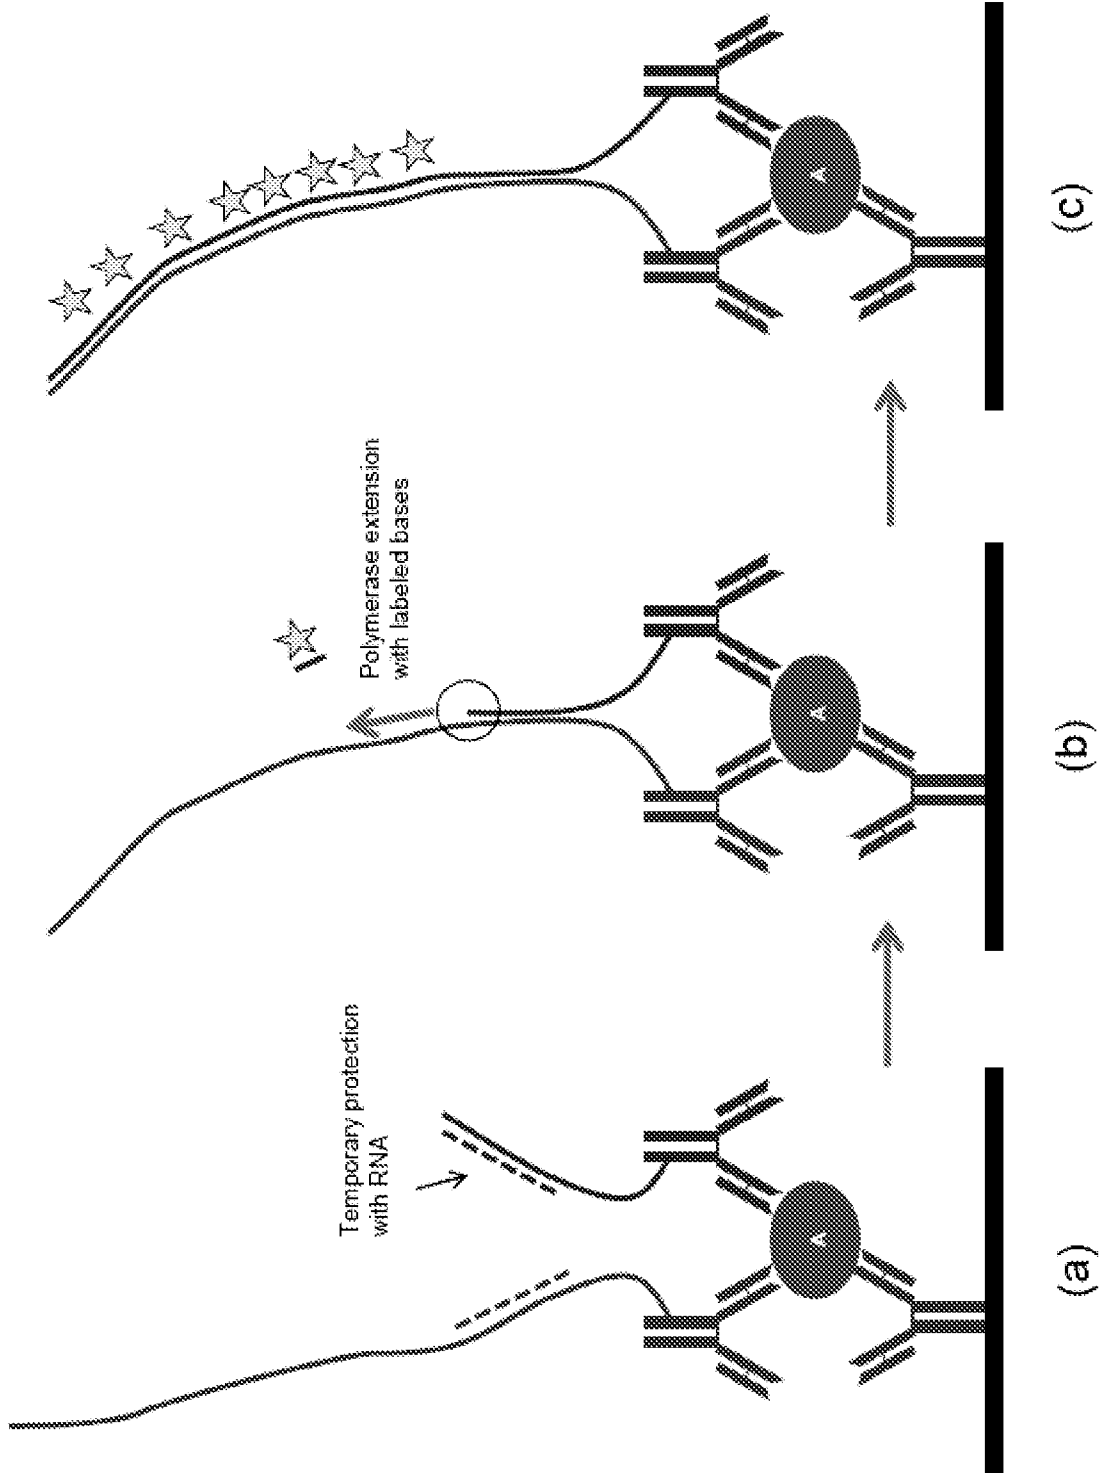 Temporary protection
with RNA
A
(a)
Polymerase extension
with labeled bases
A
(b)
A
(c)